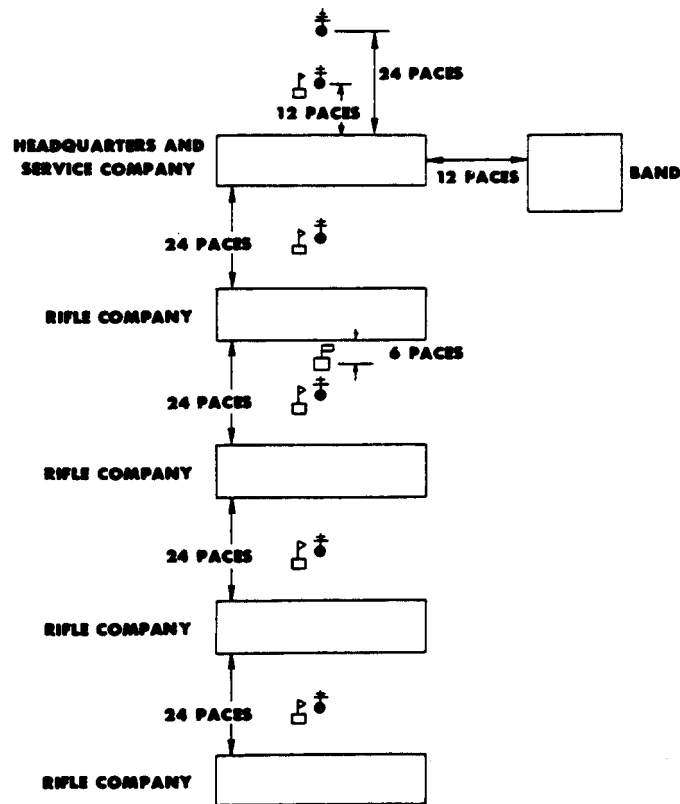 24 PACES
12 PACES
HEADQUARTERS AND
SERVICE COMPANY
12 PACES
BAND
24 PACES
RIFLE COMPANY
6 PACES
24 PACES
RIFLE COMPANY
24 PACES
RIFLE COMPANY
24 PACES
RIFLE COMPANY